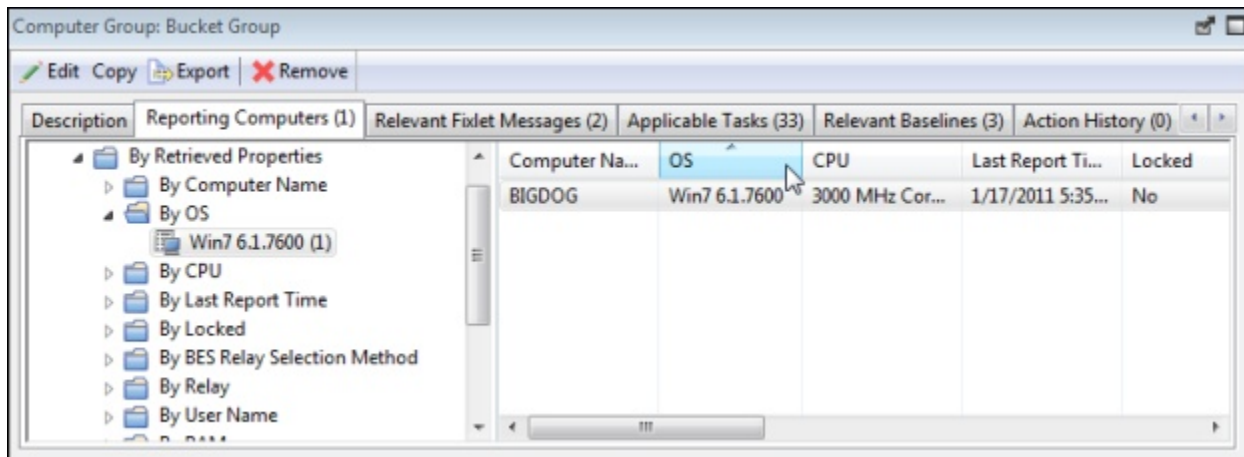 Computer Group: Bucket Group
Edit Copy Export Remove
Description Reporting Computers (1) Relevant Fixlet Messages (2) Applicable Tasks (33) Relevant Baselines (3) Action History (0)
By Retrieved Properties
By Computer Name
By OS
Win7 6.1.7600 (1)
By CPU
By Last Report Time
By Locked
By BES Relay Selection Method
By Relay
By User Name
Computer Na... OS CPU Last Report Ti... Locked
BIGDOG Win7 6.1.7600 3000 MHz Cor... 1/17/2011 5:35... No